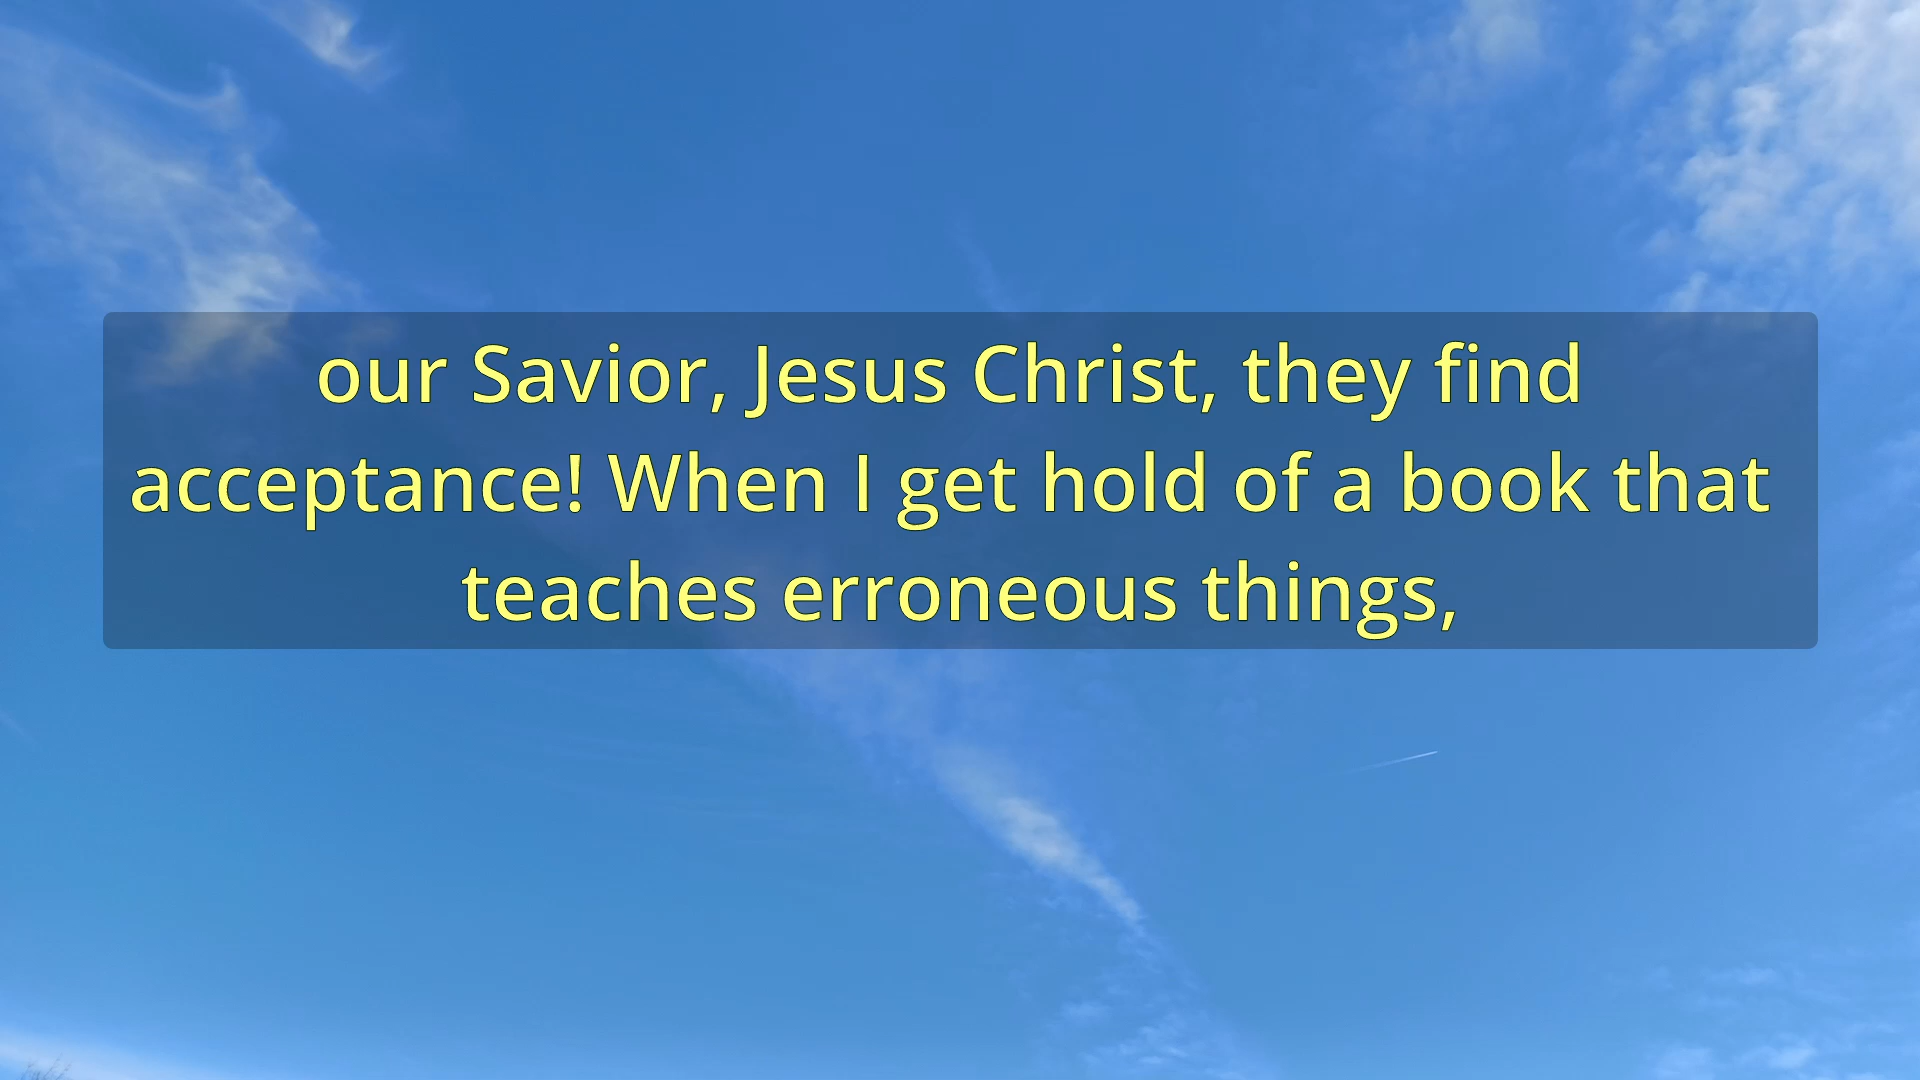 our Savior, Jesus Christ, they find
acceptance! When I get hold of a book that
teaches erroneous things,